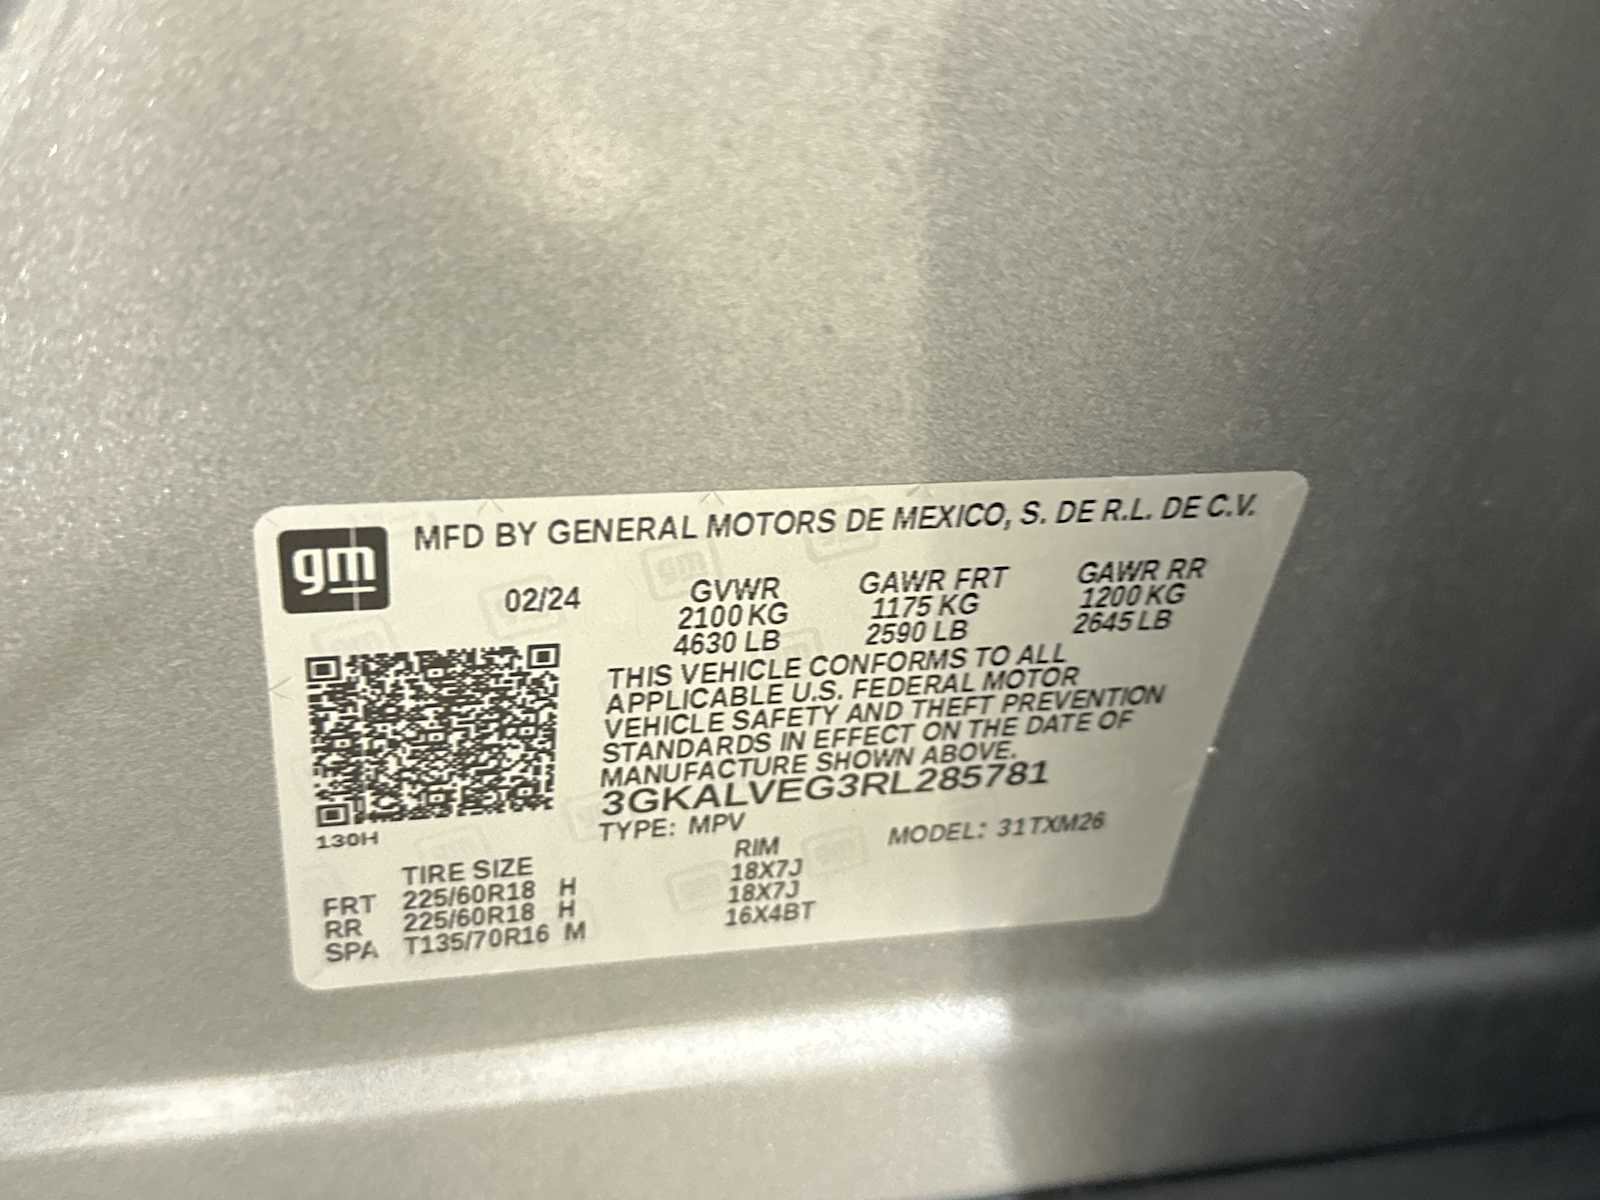 gm
MFD BY GENERAL MOTORS DE MEXICO, S. DE R.L. DE C.V.
02/24 GVWR GAWR FRT GAWR RR
2100 KG 1175 KG 1200 KG
4630 LB 2590 LB 2645 LB
THIS VEHICLE CONFORMS TO ALL
APPLICABLE U.S. FEDERAL MOTOR
VEHICLE SAFETY AND THEFT PREVENTION
STANDARDS IN EFFECT ON THE DATE OF
MANUFACTURE SHOWN ABOVE.
3GKALVEG3RL285781
130H
TYPE: MPV MODEL: 31TXM26
TIRE SIZE RIM
FRT 225/60R18 H 18X7J
RR 225/60R18 H 18X7J
SPA T135/70R16 M 16X4BT